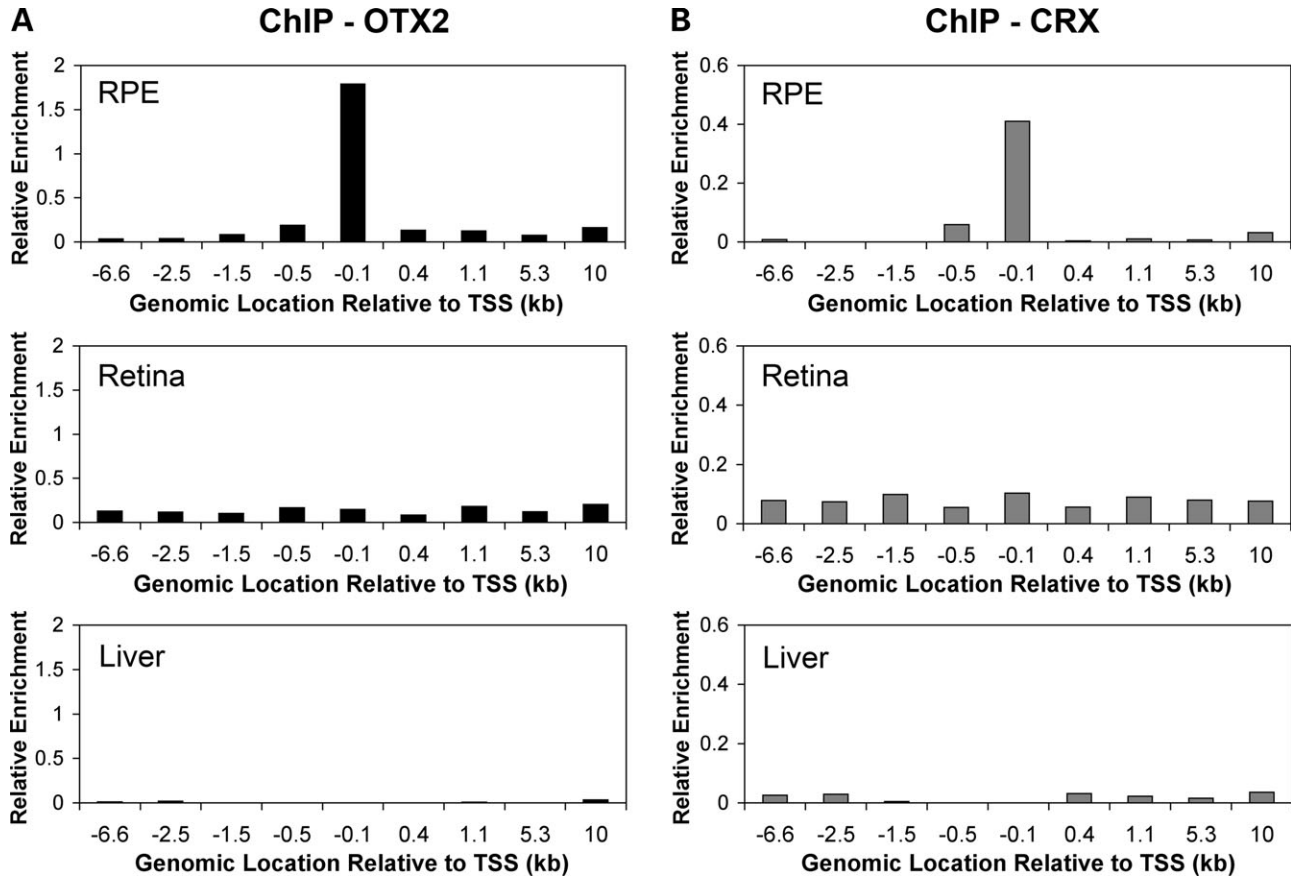 A ChIP - OTX2
Relative Enrichment
2
1.5
1
0.5
0
RPE
-6.6 -2.5 -1.5 -0.5 -0.1 0.4 1.1 5.3 10
Genomic Location Relative to TSS (kb)
Relative Enrichment
2
1.5
1
0.5
0
Retina
-6.6 -2.5 -1.5 -0.5 -0.1 0.4 1.1 5.3 10
Genomic Location Relative to TSS (kb)
Relative Enrichment
2
1.5
1
0.5
0
Liver
-6.6 -2.5 -1.5 -0.5 -0.1 0.4 1.1 5.3 10
Genomic Location Relative to TSS (kb)
B ChIP - CRX
Relative Enrichment
0.6
0.4
0.2
0
RPE
-6.6 -2.5 -1.5 -0.5 -0.1 0.4 1.1 5.3 10
Genomic Location Relative to TSS (kb)
Relative Enrichment
0.6
0.4
0.2
0
Retina
-6.6 -2.5 -1.5 -0.5 -0.1 0.4 1.1 5.3 10
Genomic Location Relative to TSS (kb)
Relative Enrichment
0.6
0.4
0.2
0
Liver
-6.6 -2.5 -1.5 -0.5 -0.1 0.4 1.1 5.3 10
Genomic Location Relative to TSS (kb)